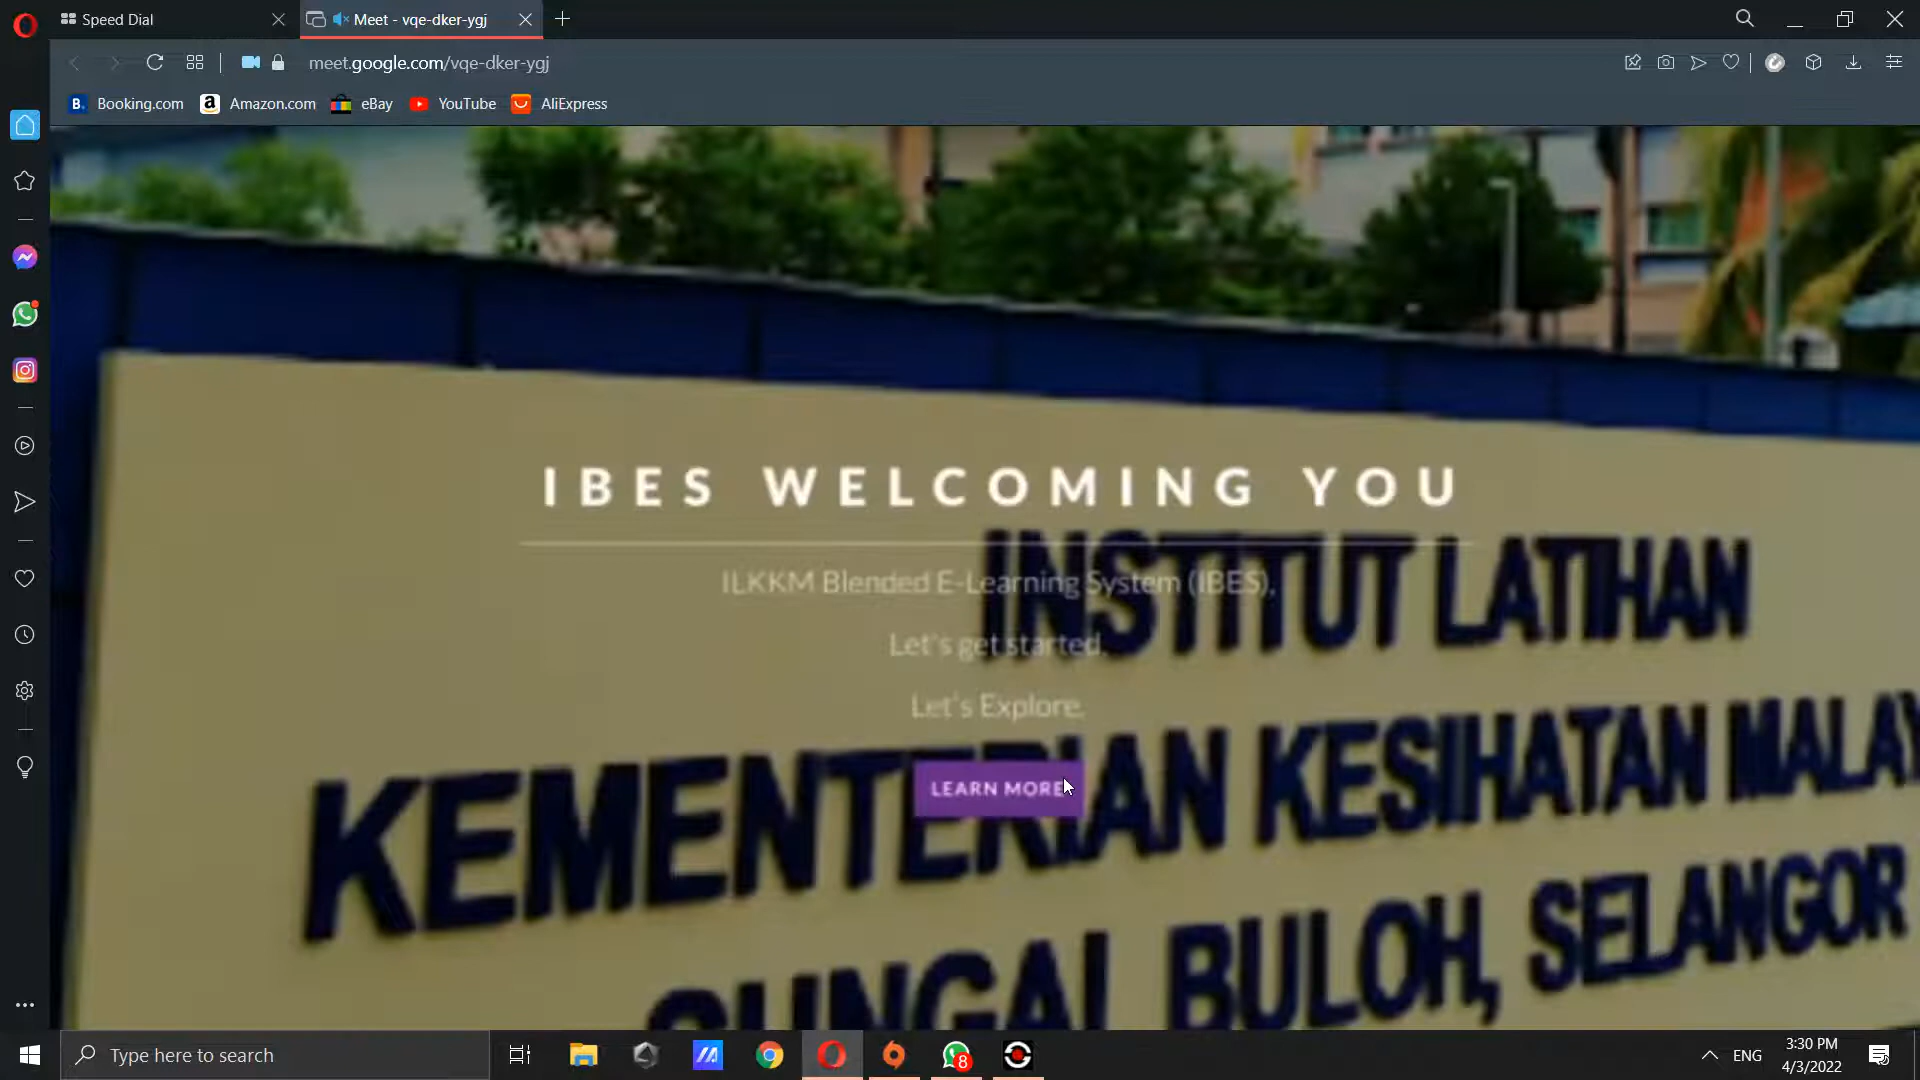 Speed Dial
Meet - vqe-dker-ygj
meet.google.com/vqe-dker-ygj
B. Booking.com
a Amazon.com
eBay
YouTube
AliExpress
IBES WELCOMING YOU
INSTITUT LATIHAN
ILKKM Blended E-Learning System (IBES),
Let's get started.
Let's Explore.
KEMENTERIAN KESIHATAN MALAY
LEARN MORE
SUNGAI BULOH, SELANGOR
Type here to search
8
ENG
3:30 PM
4/3/2022